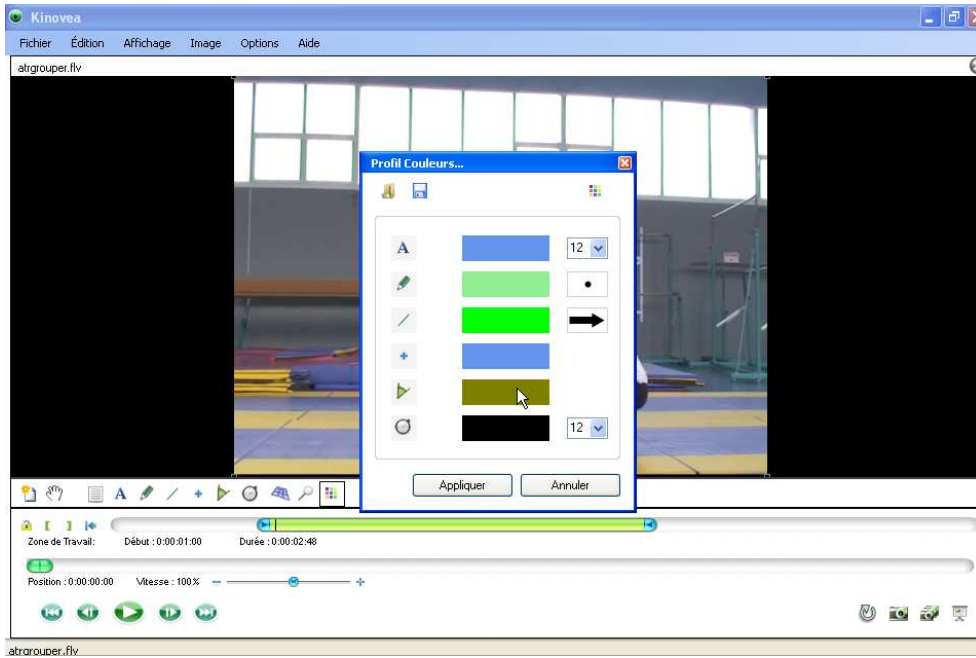 Kinovea
Fichier Édition Affichage Image Options Aide
atrgrouper.flv
Profil Couleurs...
A 12
12
Appliquer Annuler
A
Zone de Travail: Début : 0:00:01:00 Durée : 0:00:02:48
Position : 0:00:00:00 Vitesse : 100%
atrgrouper.flv